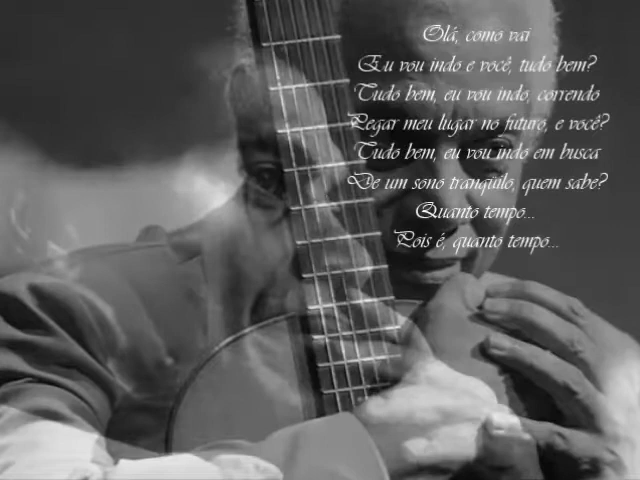 Olá, como vai
Eu vou indo e você, tudo bem?
Tudo bem, eu vou indo, correndo
Pegar meu lugar no futuro, e você?
Tudo bem, eu vou indo em busca
De um sono tranqüilo, quem sabe?
Quanto tempo...
Pois é, quanto tempo...